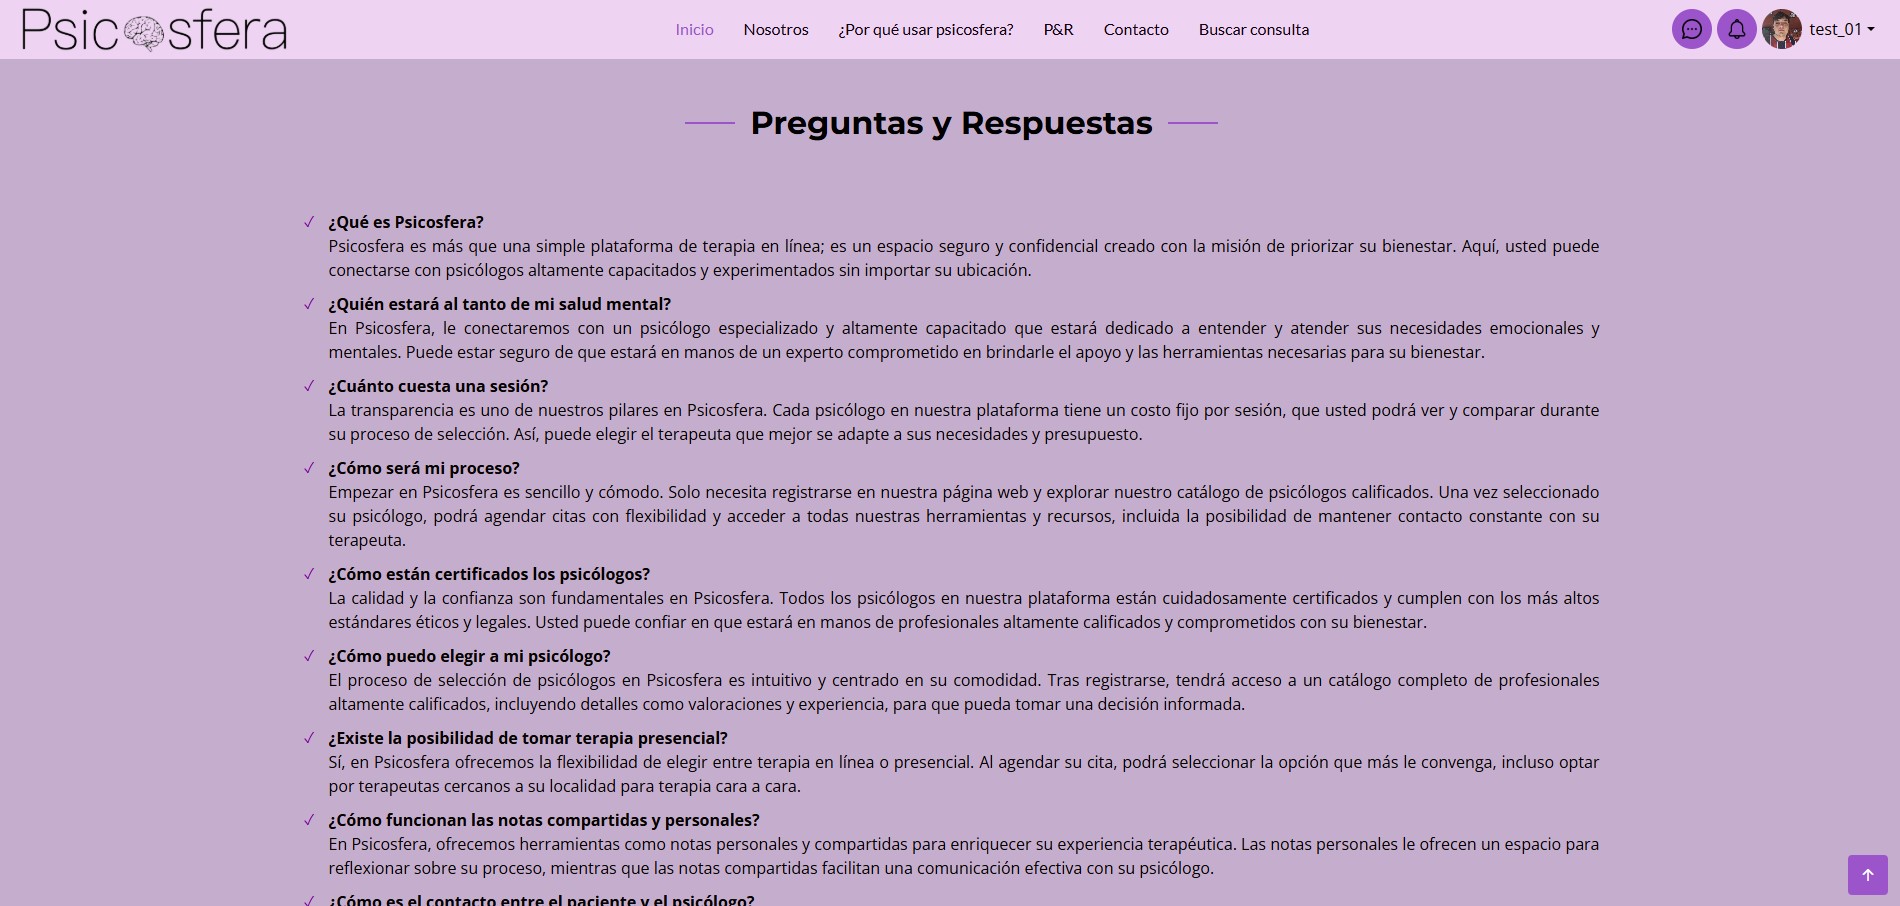 Psicosfera
Inicio Nosotros ¿Por qué usar psicosfera? P&R Contacto Buscar consulta test_01
Preguntas y Respuestas
¿Qué es Psicosfera?
Psicosfera es más que una simple plataforma de terapia en línea; es un espacio seguro y confidencial creado con la misión de priorizar su bienestar. Aquí, usted puede
conectarse con psicólogos altamente capacitados y experimentados sin importar su ubicación.
¿Quién estará al tanto de mi salud mental?
En Psicosfera, le conectaremos con un psicólogo especializado y altamente capacitado que estará dedicado a entender y atender sus necesidades emocionales y
mentales. Puede estar seguro de que estará en manos de un experto comprometido en brindarle el apoyo y las herramientas necesarias para su bienestar.
¿Cuánto cuesta una sesión?
La transparencia es uno de nuestros pilares en Psicosfera. Cada psicólogo en nuestra plataforma tiene un costo fijo por sesión, que usted podrá ver y comparar durante
su proceso de selección. Así, puede elegir el terapeuta que mejor se adapte a sus necesidades y presupuesto.
¿Cómo será mi proceso?
Empezar en Psicosfera es sencillo y cómodo. Solo necesita registrarse en nuestra página web y explorar nuestro catálogo de psicólogos calificados. Una vez seleccionado
su psicólogo, podrá agendar citas con flexibilidad y acceder a todas nuestras herramientas y recursos, incluida la posibilidad de mantener contacto constante con su
terapeuta.
¿Cómo están certificados los psicólogos?
La calidad y la confianza son fundamentales en Psicosfera. Todos los psicólogos en nuestra plataforma están cuidadosamente certificados y cumplen con los más altos
estándares éticos y legales. Usted puede confiar en que estará en manos de profesionales altamente calificados y comprometidos con su bienestar.
¿Cómo puedo elegir a mi psicólogo?
El proceso de selección de psicólogos en Psicosfera es intuitivo y centrado en su comodidad. Tras registrarse, tendrá acceso a un catálogo completo de profesionales
altamente calificados, incluyendo detalles como valoraciones y experiencia, para que pueda tomar una decisión informada.
¿Existe la posibilidad de tomar terapia presencial?
Sí, en Psicosfera ofrecemos la flexibilidad de elegir entre terapia en línea o presencial. Al agendar su cita, podrá seleccionar la opción que más le convenga, incluso optar
por terapeutas cercanos a su localidad para terapia cara a cara.
¿Cómo funcionan las notas compartidas y personales?
En Psicosfera, ofrecemos herramientas como notas personales y compartidas para enriquecer su experiencia terapéutica. Las notas personales le ofrecen un espacio para
reflexionar sobre su proceso, mientras que las notas compartidas facilitan una comunicación efectiva con su psicólogo.
¿Cómo es el contacto entre el paciente y el psicólogo?